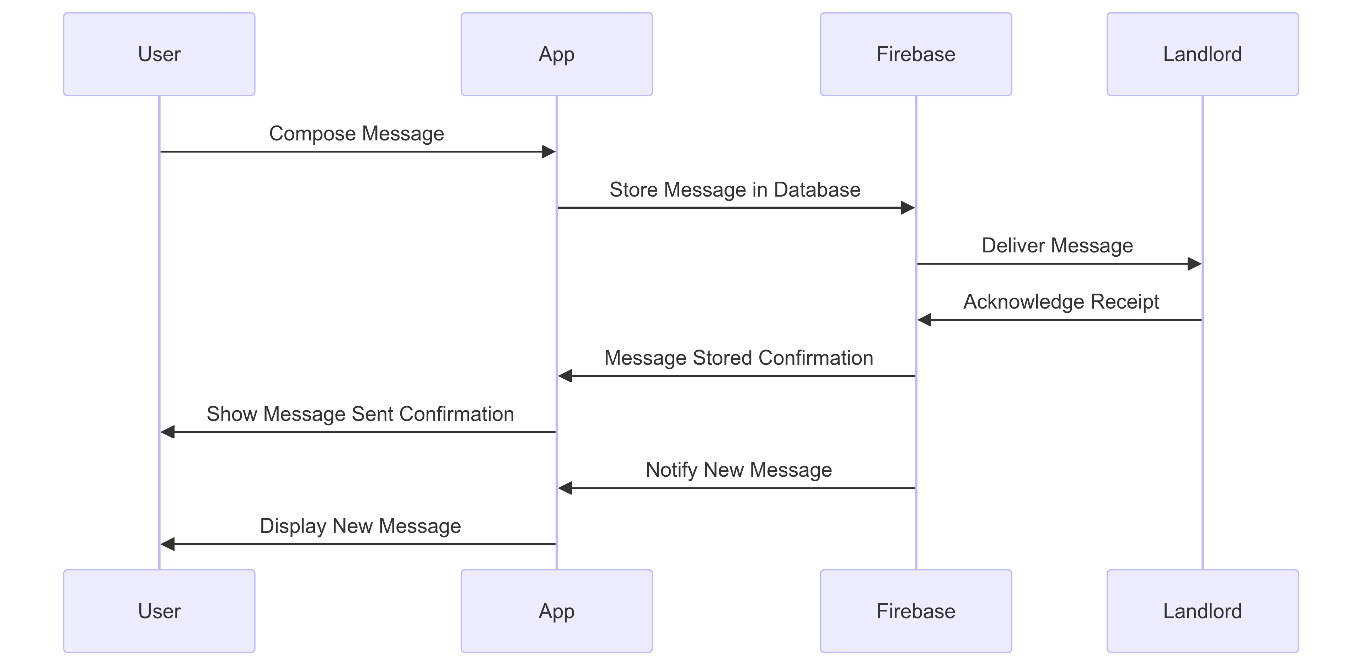 User
App
Firebase
Landlord
Compose Message
Store Message in Database
Deliver Message
Acknowledge Receipt
Message Stored Confirmation
Show Message Sent Confirmation
Notify New Message
Display New Message
User
App
Firebase
Landlord